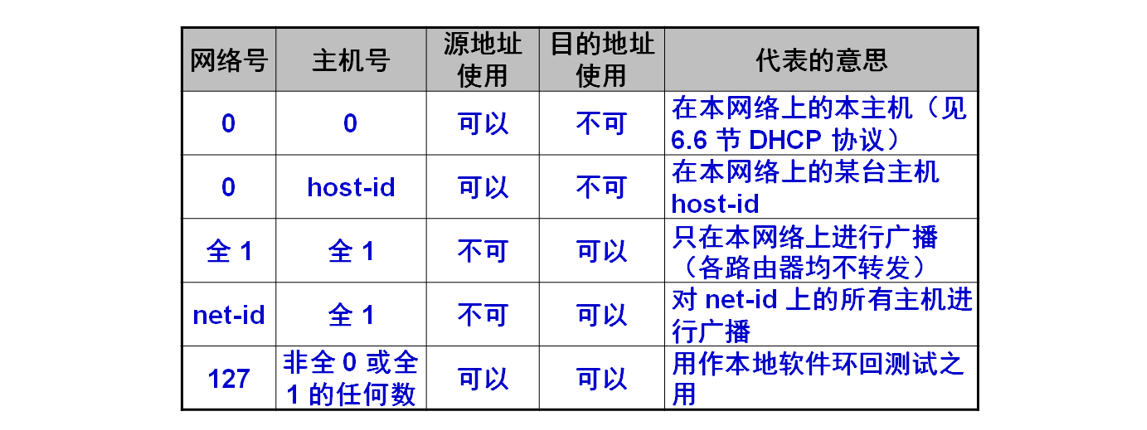 网络号 主机号 源地址使用 目的地址使用 代表的意思
0 0 可以 不可 在本网络上的本主机（见
6.6 节 DHCP 协议）
0 host-id 可以 不可 在本网络上的某台主机
host-id
全 1 全 1 不可 可以 只在本网络上进行广播
（各路由器均不转发）
net-id 全 1 不可 可以 对 net-id 上的所有主机进
行广播
127 非全 0 或全
1 的任何数 可以 可以 用作本地软件环回测试之
用